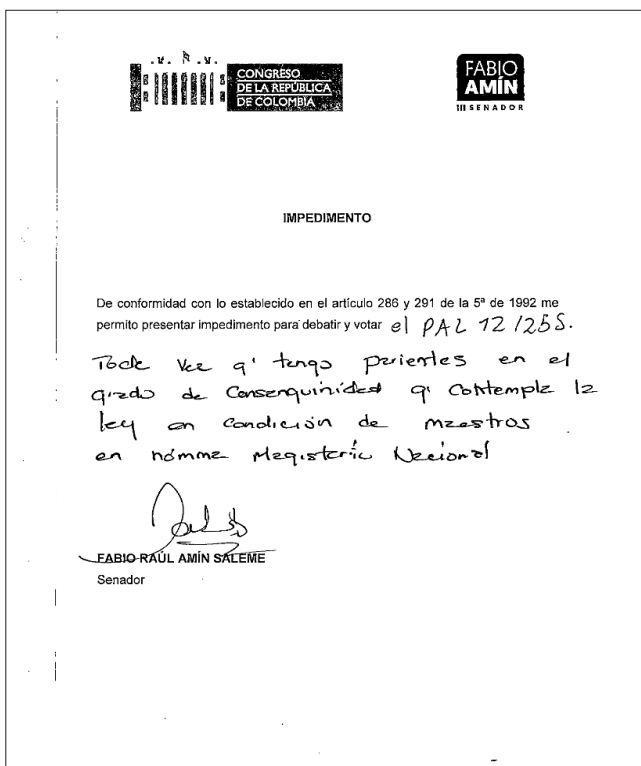 CONGRESO
DE LA REPÚBLICA
DE COLOMBIA
FABIO
AMÍN
SENADOR
IMPEDIMENTO
De conformidad con lo establecido en el artículo 286 y 291 de la 5ª de 1992 me
permito presentar impedimento para debatir y votar el PAL 12/25S.
Toda vez q' tengo parientes en el
grado de Consanguinidad q' Contempla la
ley en condición de maestros
en nómina Magisterio Nacional
FABIO RAÚL AMÍN SALEME
Senador